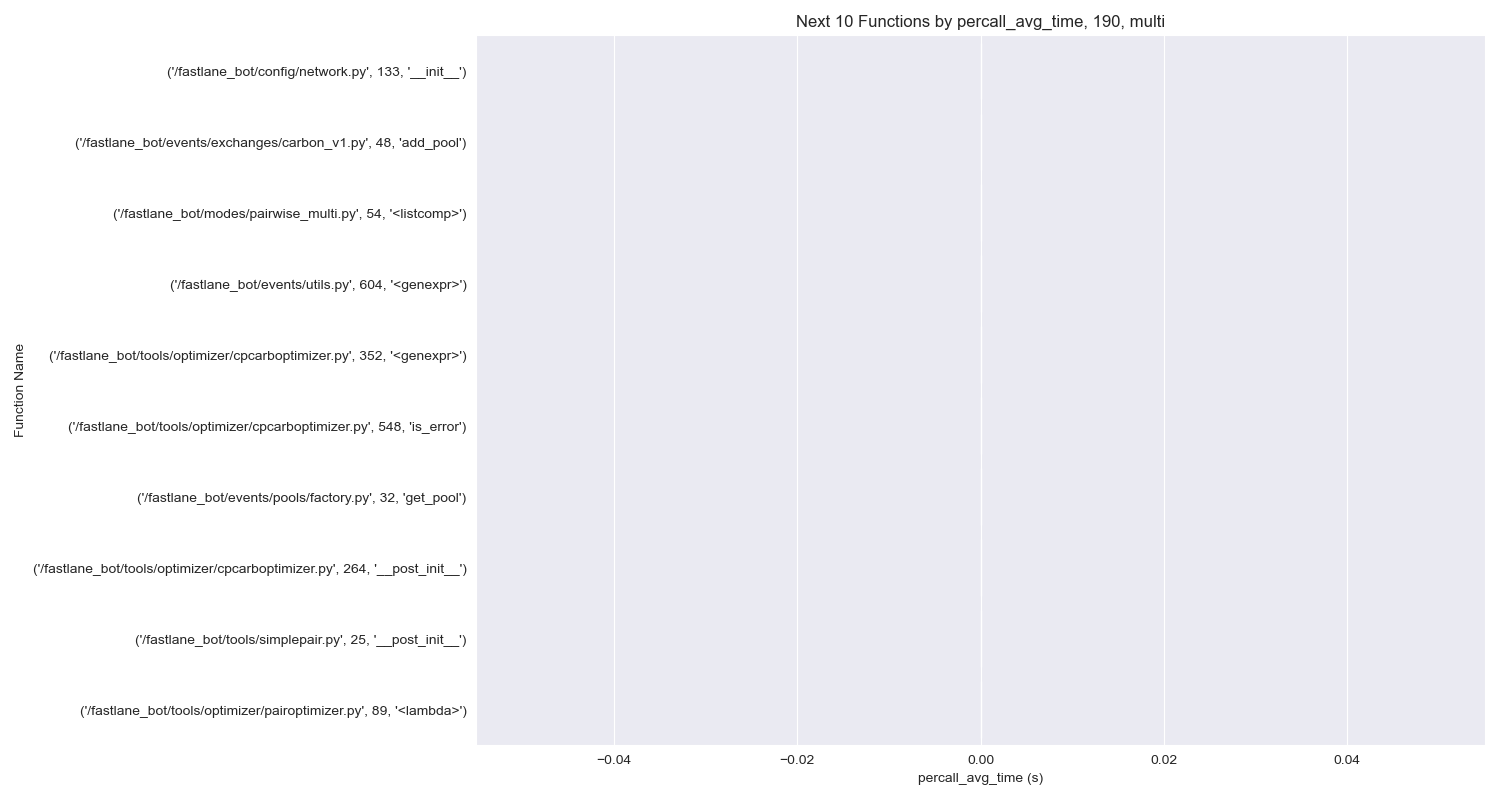 Next 10 Functions by percall_avg_time, 190, multi
('/fastlane_bot/config/network.py', 133, '__init__')
('/fastlane_bot/events/exchanges/carbon_v1.py', 48, 'add_pool')
('/fastlane_bot/modes/pairwise_multi.py', 54, '<listcomp>')
('/fastlane_bot/events/utils.py', 604, '<genexpr>')
('/fastlane_bot/tools/optimizer/cpcarboptimizer.py', 352, '<genexpr>')
('/fastlane_bot/tools/optimizer/cpcarboptimizer.py', 548, 'is_error')
('/fastlane_bot/events/pools/factory.py', 32, 'get_pool')
('/fastlane_bot/tools/optimizer/cpcarboptimizer.py', 264, '__post_init__')
('/fastlane_bot/tools/simplepair.py', 25, '__post_init__')
('/fastlane_bot/tools/optimizer/pairoptimizer.py', 89, '<lambda>')
Function Name
−0.04 −0.02 0.00 0.02 0.04
percall_avg_time (s)